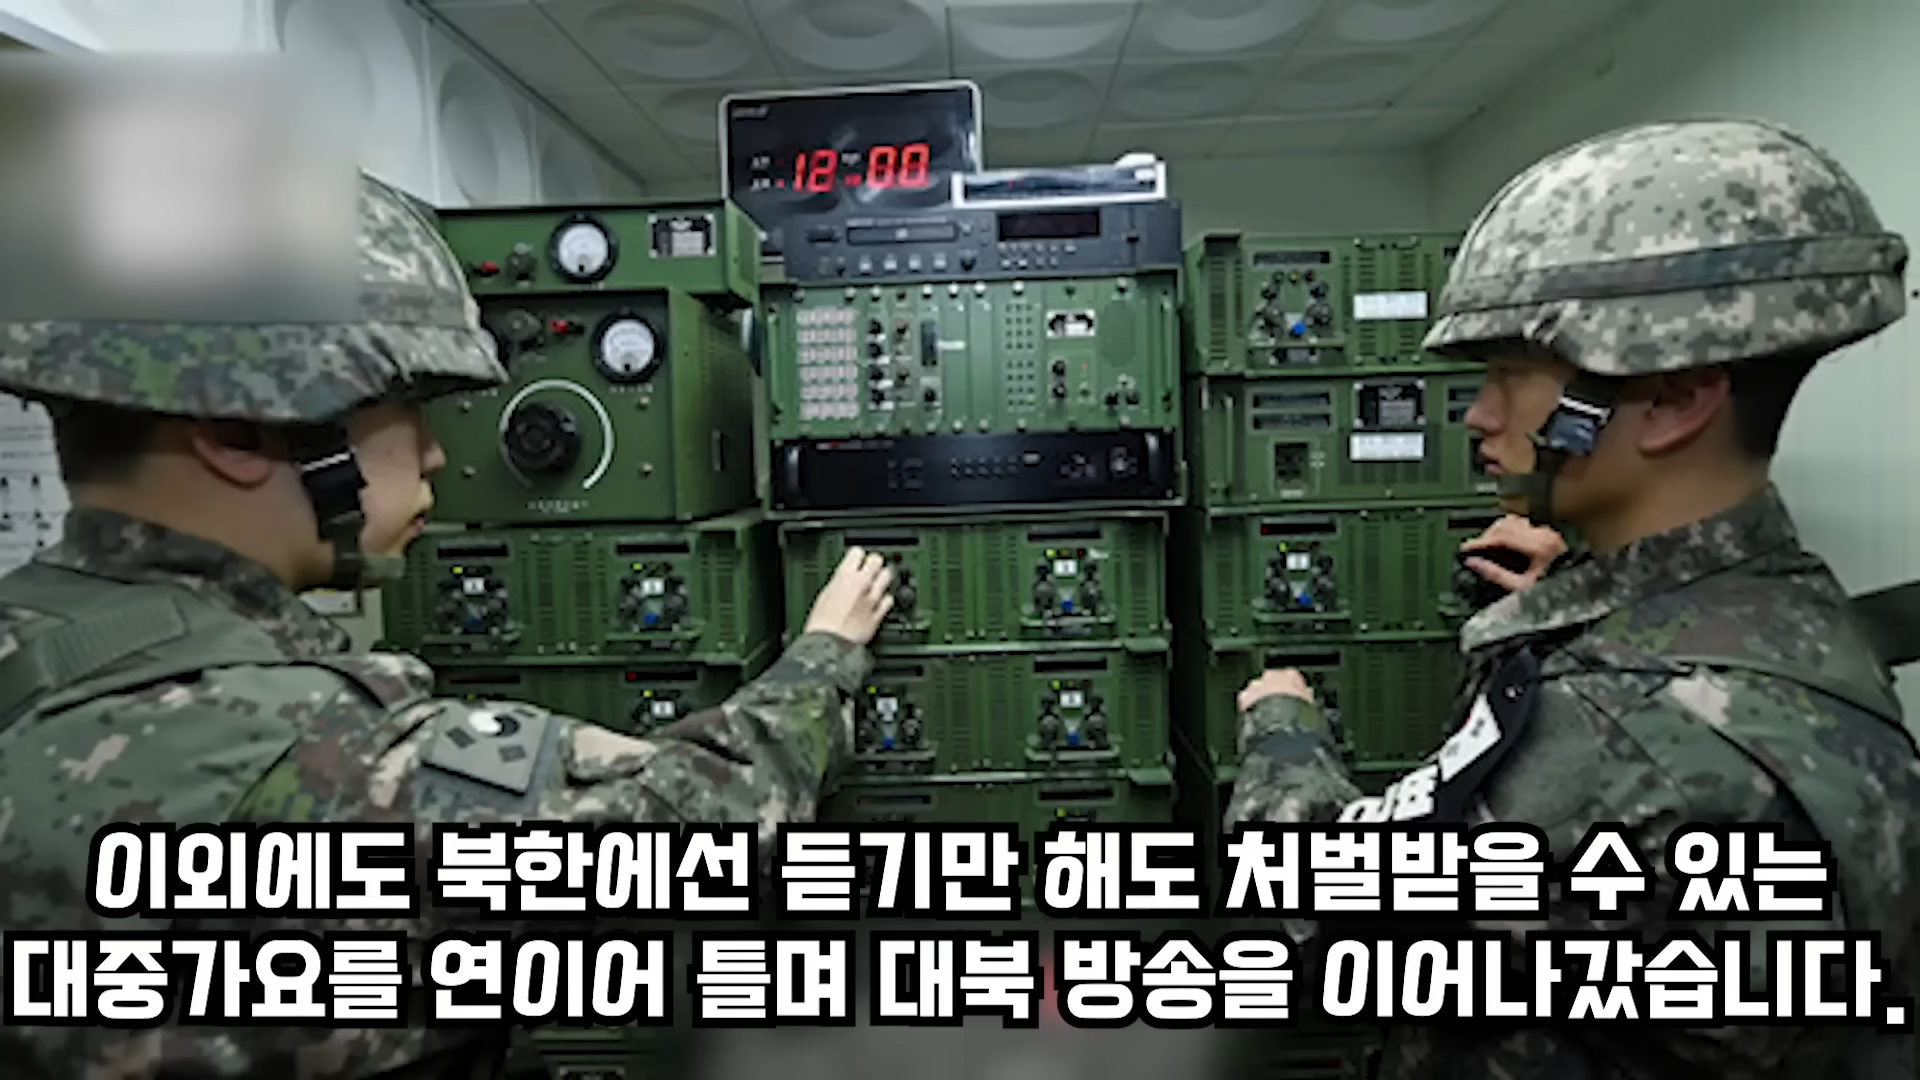 18:00
이외에도 북한에선 듣기만 해도 처벌받을 수 있는
대중가요를 연이어 틀며 대북 방송을 이어나갔습니다.